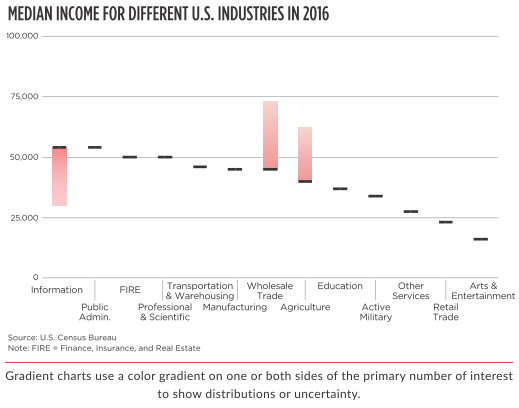 MEDIAN INCOME FOR DIFFERENT U.S. INDUSTRIES IN 2016
100,000
75,000
50,000
25,000
0
Information
Public
Admin.
FIRE
Professional
& Scientific
Transportation
& Warehousing
Manufacturing
Wholesale
Trade
Agriculture
Education
Active
Military
Other
Services
Retail
Trade
Arts &
Entertainment
Source: U.S. Census Bureau
Note: FIRE = Finance, Insurance, and Real Estate
Gradient charts use a color gradient on one or both sides of the primary number of interest
to show distributions or uncertainty.